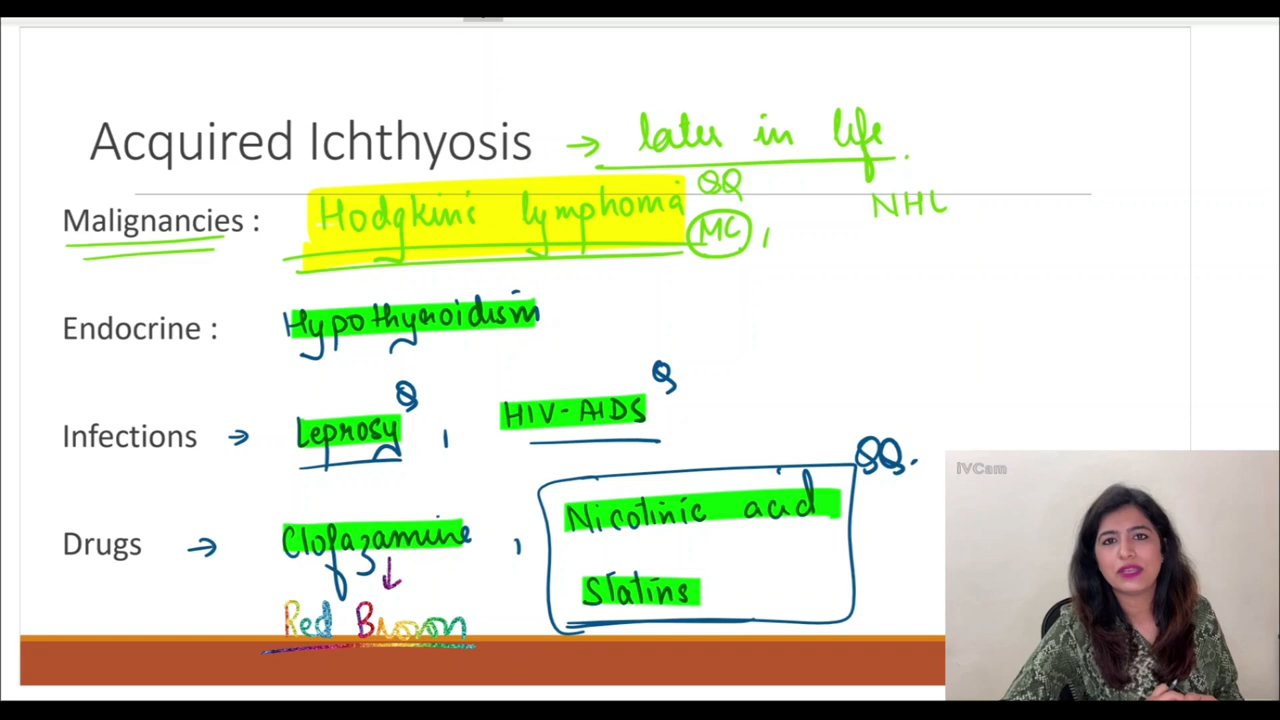 Acquired Ichthyosis → later in life.
Malignancies : Hodgkin's lymphoma QQ MC , NHL
Endocrine : Hypothyroidism
Infections → Leprosy Q , HIV-AIDS Q
Drugs → Clofazamine , Nicotinic acid QQ.
Statins
Red Brown
iVCam